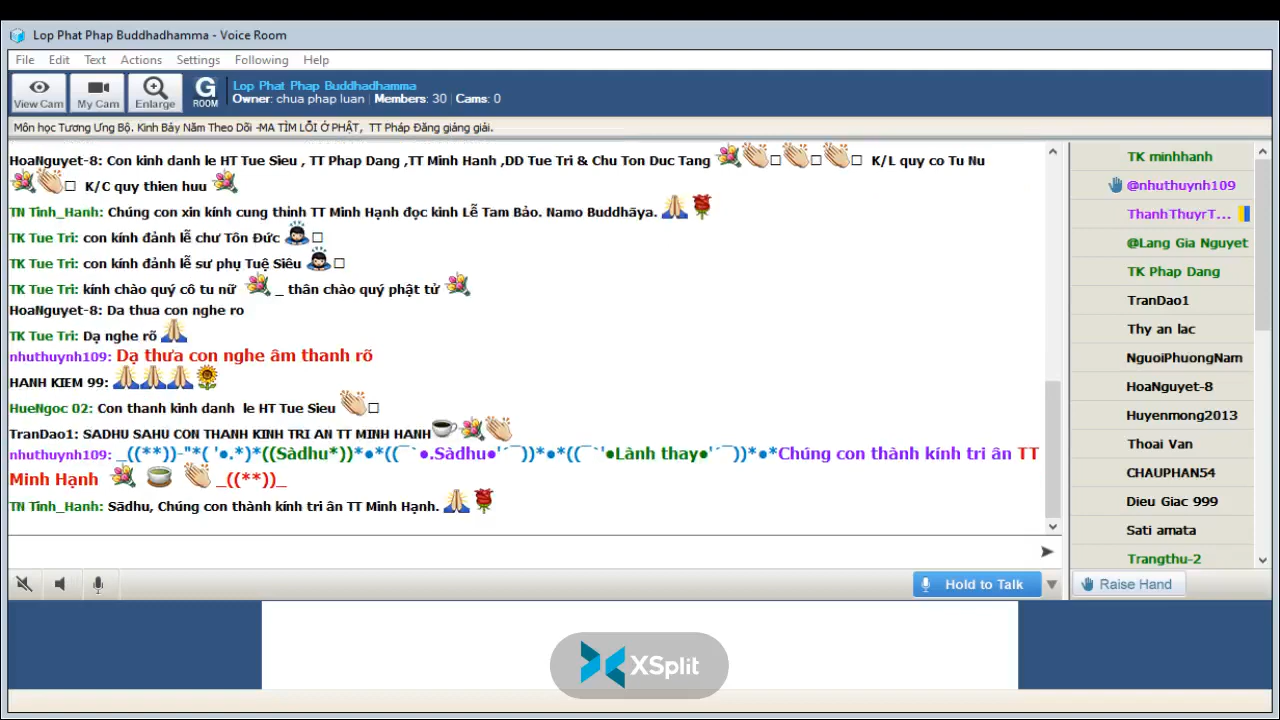 Lop Phat Phap Buddhadhamma - Voice Room
File Edit Text Actions Settings Following Help
View Cam My Cam Enlarge G ROOM
Lop Phat Phap Buddhadhamma
Owner: chua phap luan | Members: 30 | Cams: 0
Môn học Tương Ưng Bộ. Kinh Bảy Năm Theo Dõi -MA TÌM LỖI Ở PHẬT, TT Pháp Đăng giảng giải.
HoaNguyet-8: Con kinh danh le HT Tue Sieu , TT Phap Dang ,TT Minh Hanh ,DD Tue Tri & Chu Ton Duc Tang 💐👏□👏□👏□ K/L quy co Tu Nu
💐👏□ K/C quy thien huu 💐
TN Tinh_Hanh: Chúng con xin kính cung thỉnh TT Minh Hạnh đọc kinh Lễ Tam Bảo. Namo Buddhāya. 🙏🌹
TK Tue Tri: con kính đảnh lễ chư Tôn Đức 🙇□
TK Tue Tri: con kính đảnh lễ sư phụ Tuệ Siêu 🙇□
TK Tue Tri: kính chào quý cô tu nữ 💐 _ thân chào quý phật tử 💐
HoaNguyet-8: Da thua con nghe ro
TK Tue Tri: Dạ nghe rõ 🙏
nhuthuynh109: Dạ thưa con nghe âm thanh rõ
HANH KIEM 99: 🙏🙏🙏🌻
HueNgoc 02: Con thanh kinh danh le HT Tue Sieu 👏□
TranDao1: SADHU SAHU CON THANH KINH TRI AN TT MINH HANH☕💐👏
nhuthuynh109: _((**))-"*( '•.*)*((Sàdhu*))*•*((¯`•.Sàdhu•'´¯))*•*((¯`'•Lành thay•'´¯))*•*Chúng con thành kính tri ân TT
Minh Hạnh 💐 🍵 👏 _((**))_
TN Tinh_Hanh: Sādhu, Chúng con thành kính tri ân TT Minh Hạnh. 🙏🌹
Hold to Talk
TK minhhanh
@nhuthuynh109
ThanhThuyrT...
@Lang Gia Nguyet
TK Phap Dang
TranDao1
Thy an lac
NguoiPhuongNam
HoaNguyet-8
Huyenmong2013
Thoai Van
CHAUPHAN54
Dieu Giac 999
Sati amata
Trangthu-2
Raise Hand
XSplit